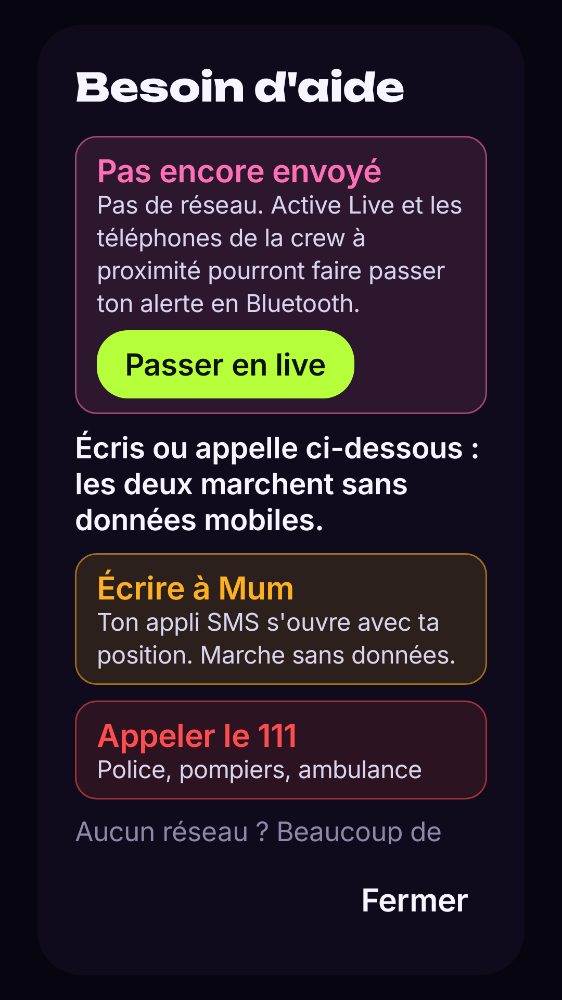 Besoin d'aide
Pas encore envoyé
Pas de réseau. Active Live et les
téléphones de la crew à
proximité pourront faire passer
ton alerte en Bluetooth.
Passer en live
Écris ou appelle ci-dessous :
les deux marchent sans
données mobiles.
Écrire à Mum
Ton appli SMS s'ouvre avec ta
position. Marche sans données.
Appeler le 111
Police, pompiers, ambulance
Aucun réseau ? Beaucoup de
Fermer